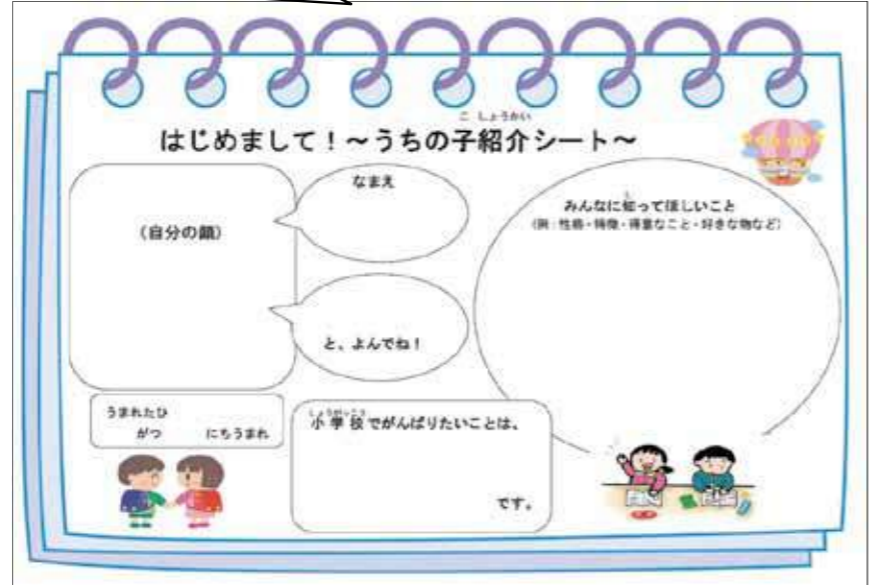 はじめまして!～うちの子紹介シート～
こ しょうかい
(自分の顔)
なまえ
と、よんでね!
みんなに知ってほしいこと
し
(例:性格・特徴・得意なこと・好きな物など)
うまれたひ
がつ にちうまれ
小学校でがんばりたいことは、
しょうがっこう
です。